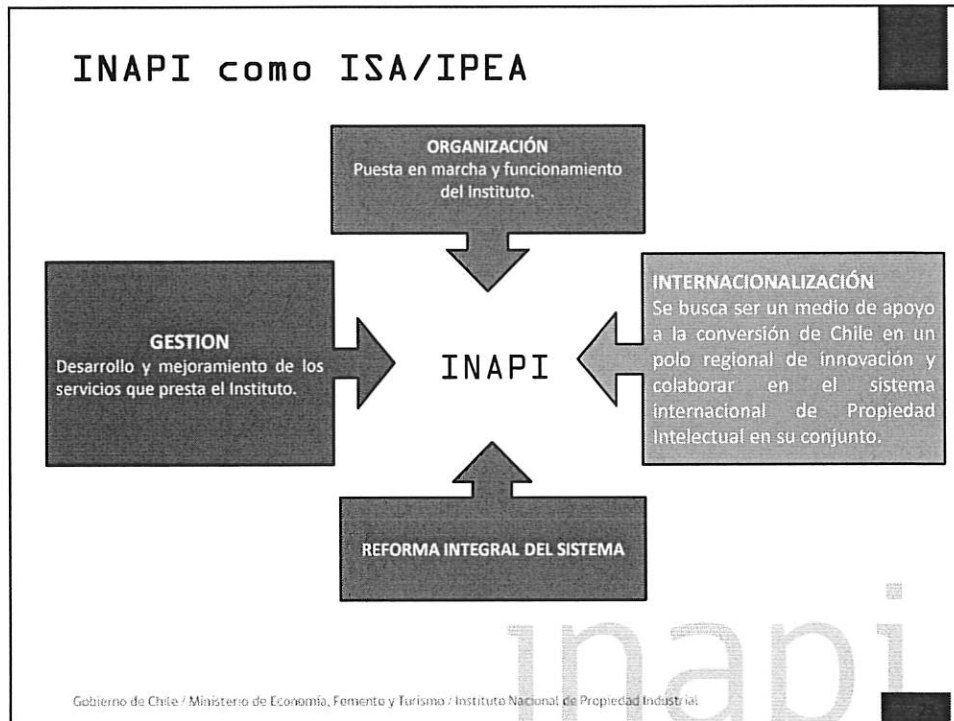 INAPI como ISA/IPEA
ORGANIZACIÓN
Puesta en marcha y funcionamiento
del Instituto.
GESTION
Desarrollo y mejoramiento de los
servicios que presta el Instituto.
INAPI
INTERNACIONALIZACIÓN
Se busca ser un medio de apoyo
a la conversión de Chile en un
polo regional de innovación y
colaborar en el sistema
internacional de Propiedad
Intelectual en su conjunto.
REFORMA INTEGRAL DEL SISTEMA
inapi
Gobierno de Chile / Ministerio de Economía, Fomento y Turismo / Instituto Nacional de Propiedad Industrial